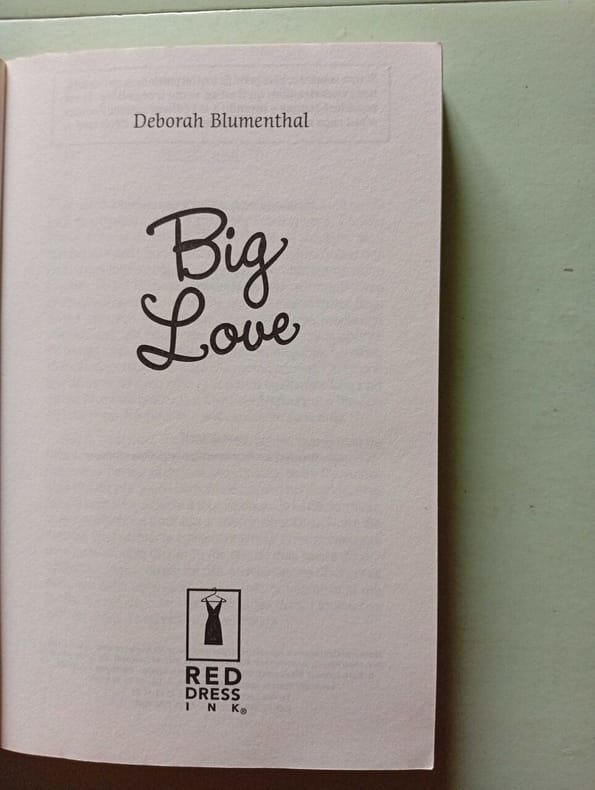 Deborah Blumenthal
Big
Love
RED
DRESS
INK®